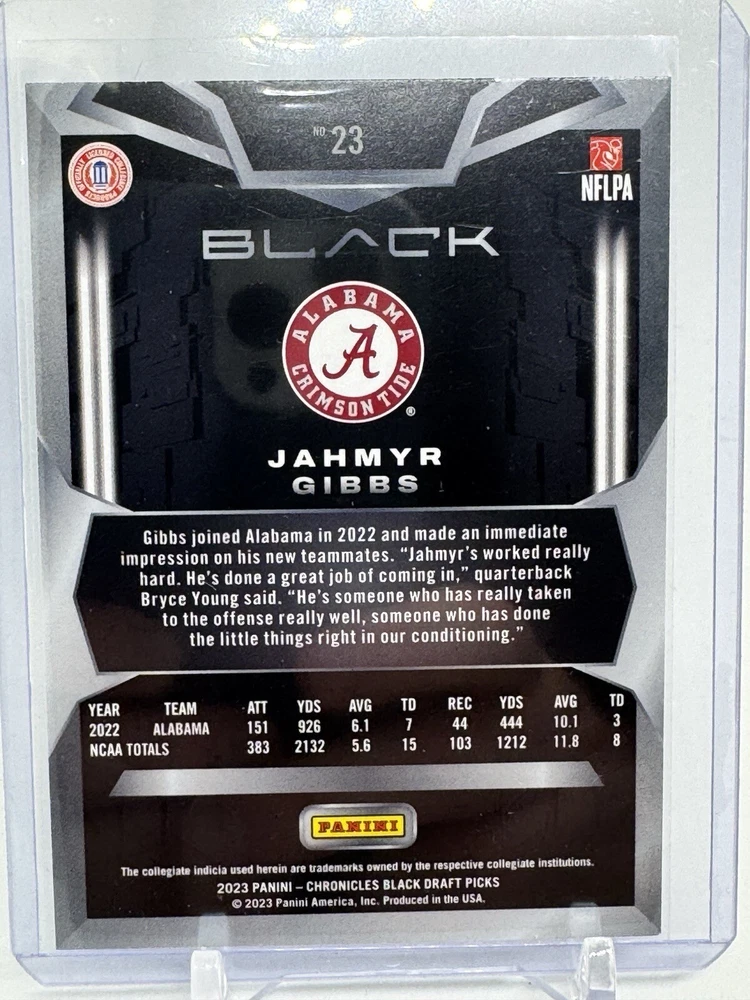 NO 23
OFFICIALLY LICENSED COLLEGIATE PRODUCTS
NFLPA
BLACK
ALABAMA
A
CRIMSON TIDE
®
JAHMYR
GIBBS
Gibbs joined Alabama in 2022 and made an immediate
impression on his new teammates. “Jahmyr’s worked really
hard. He’s done a great job of coming in,” quarterback
Bryce Young said. “He’s someone who has really taken
to the offense really well, someone who has done
the little things right in our conditioning.”
YEAR TEAM ATT YDS AVG TD REC YDS AVG TD
2022 ALABAMA 151 926 6.1 7 44 444 10.1 3
NCAA TOTALS 383 2132 5.6 15 103 1212 11.8 8
PANINI
The collegiate indicia used herein are trademarks owned by the respective collegiate institutions.
2023 PANINI – CHRONICLES BLACK DRAFT PICKS
© 2023 Panini America, Inc. Produced in the USA.